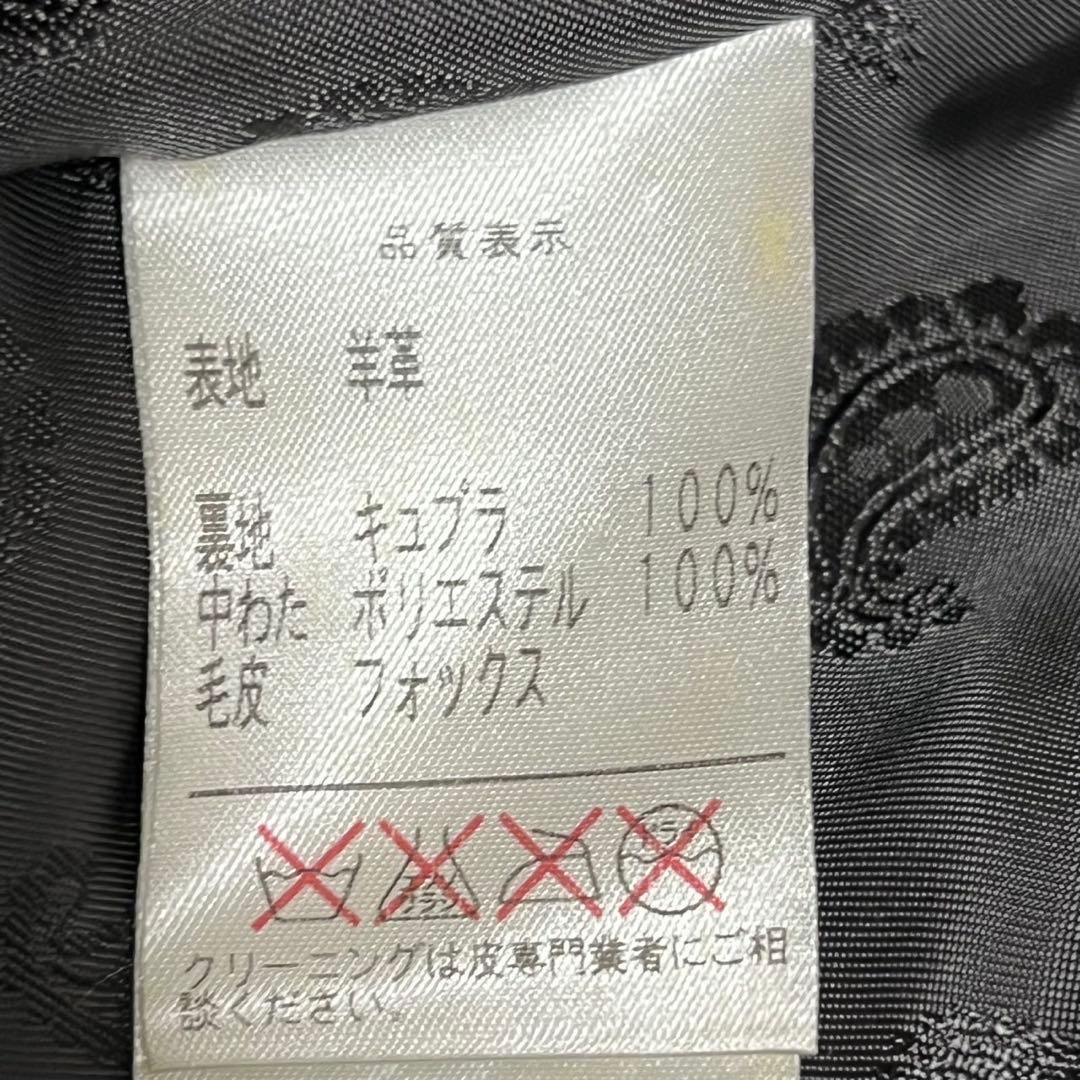 品質表示
表地 羊革
裏地 キュプラ 100%
中わた ポリエステル 100%
毛皮 フォックス
クリーニングは皮専門業者にご相
談ください。